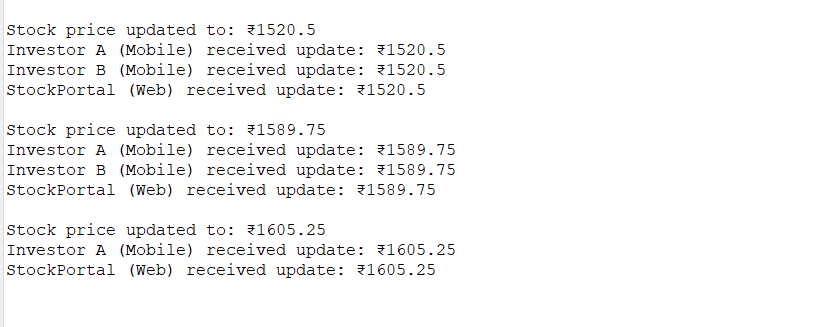 Stock price updated to: ₹1520.5
Investor A (Mobile) received update: ₹1520.5
Investor B (Mobile) received update: ₹1520.5
StockPortal (Web) received update: ₹1520.5
Stock price updated to: ₹1589.75
Investor A (Mobile) received update: ₹1589.75
Investor B (Mobile) received update: ₹1589.75
StockPortal (Web) received update: ₹1589.75
Stock price updated to: ₹1605.25
Investor A (Mobile) received update: ₹1605.25
StockPortal (Web) received update: ₹1605.25